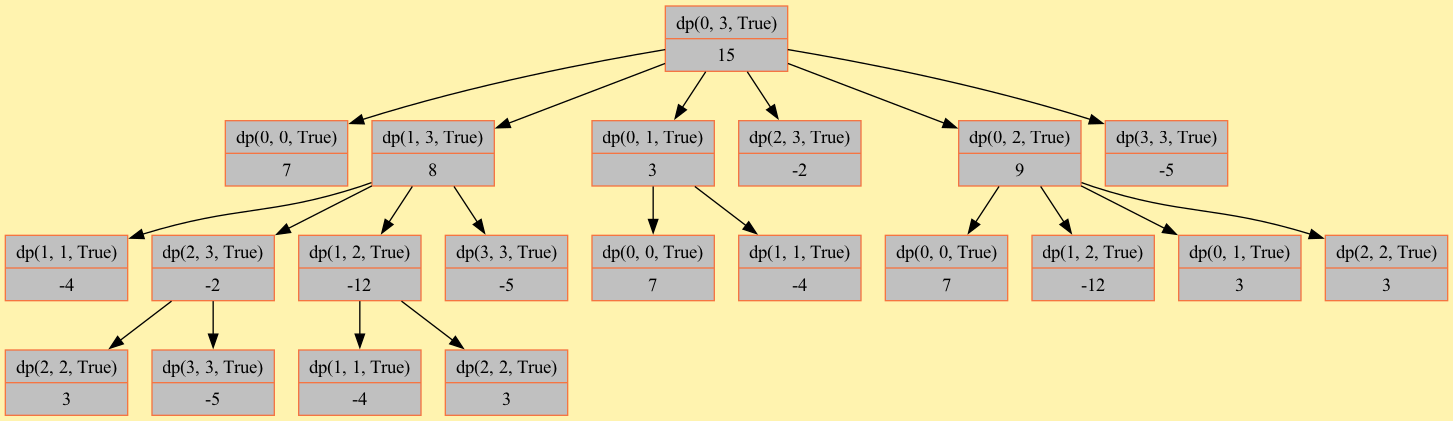 dp(0, 3, True)
15
dp(0, 0, True)
7
dp(1, 3, True)
8
dp(0, 1, True)
3
dp(2, 3, True)
-2
dp(0, 2, True)
9
dp(3, 3, True)
-5
dp(1, 1, True)
-4
dp(2, 3, True)
-2
dp(1, 2, True)
-12
dp(3, 3, True)
-5
dp(0, 0, True)
7
dp(1, 1, True)
-4
dp(0, 0, True)
7
dp(1, 2, True)
-12
dp(0, 1, True)
3
dp(2, 2, True)
3
dp(2, 2, True)
3
dp(3, 3, True)
-5
dp(1, 1, True)
-4
dp(2, 2, True)
3